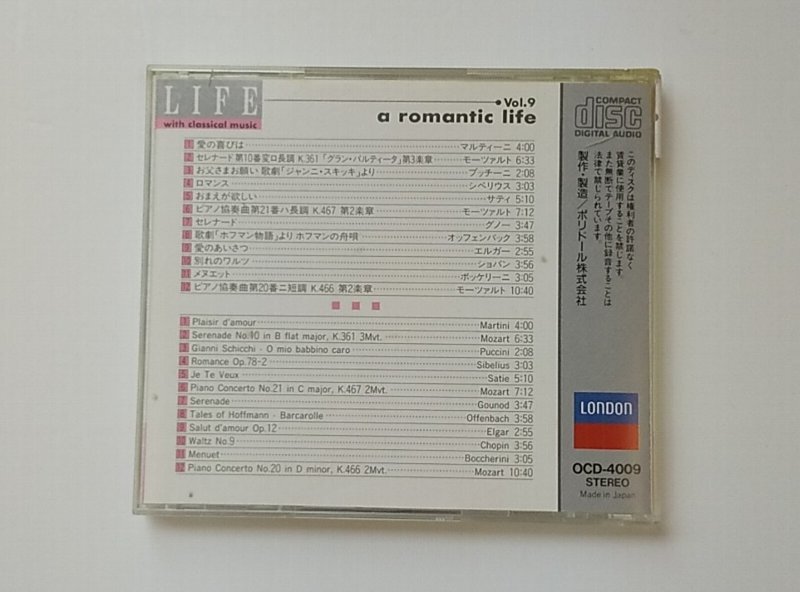 LIFE
with classical music
•Vol.9
a romantic life
1 愛の喜びは マルティーニ 4:00
2 セレナード第10番変ロ長調 K.361「グラン・パルティータ」第3楽章 モーツァルト 6:33
3 お父さまお願い 歌劇「ジャンニ・スキッキ」より プッチーニ 2:08
4 ロマンス シベリウス 3:03
5 おまえが欲しい サティ 5:10
6 ピアノ協奏曲第21番ハ長調 K.467 第2楽章 モーツァルト 7:12
7 セレナード グノー 3:47
8 歌劇「ホフマン物語」より ホフマンの舟唄 オッフェンバック 3:58
9 愛のあいさつ エルガー 2:55
10 別れのワルツ ショパン 3:56
11 メヌエット ボッケリーニ 3:05
12 ピアノ協奏曲第20番ニ短調 K.466 第2楽章 モーツァルト 10:40
1 Plaisir d'amour Martini 4:00
2 Serenade No.10 in B flat major, K.361 3Mvt. Mozart 6:33
3 Gianni Schicchi - O mio babbino caro Puccini 2:08
4 Romance Op.78-2 Sibelius 3:03
5 Je Te Veux Satie 5:10
6 Piano Concerto No.21 in C major, K.467 2Mvt. Mozart 7:12
7 Serenade Gounod 3:47
8 Tales of Hoffmann - Barcarolle Offenbach 3:58
9 Salut d'amour Op.12 Elgar 2:55
10 Waltz No.9 Chopin 3:56
11 Menuet Boccherini 3:05
12 Piano Concerto No.20 in D minor, K.466 2Mvt. Mozart 10:40
COMPACT
disc
DIGITAL AUDIO
このディスクは権利者の許諾なく
賃貸業に使用することを禁じます。
また無断でテープその他に録音することは
法律で禁じられています。
製作・製造／ポリドール株式会社
LONDON
OCD-4009
STEREO
Made in Japan